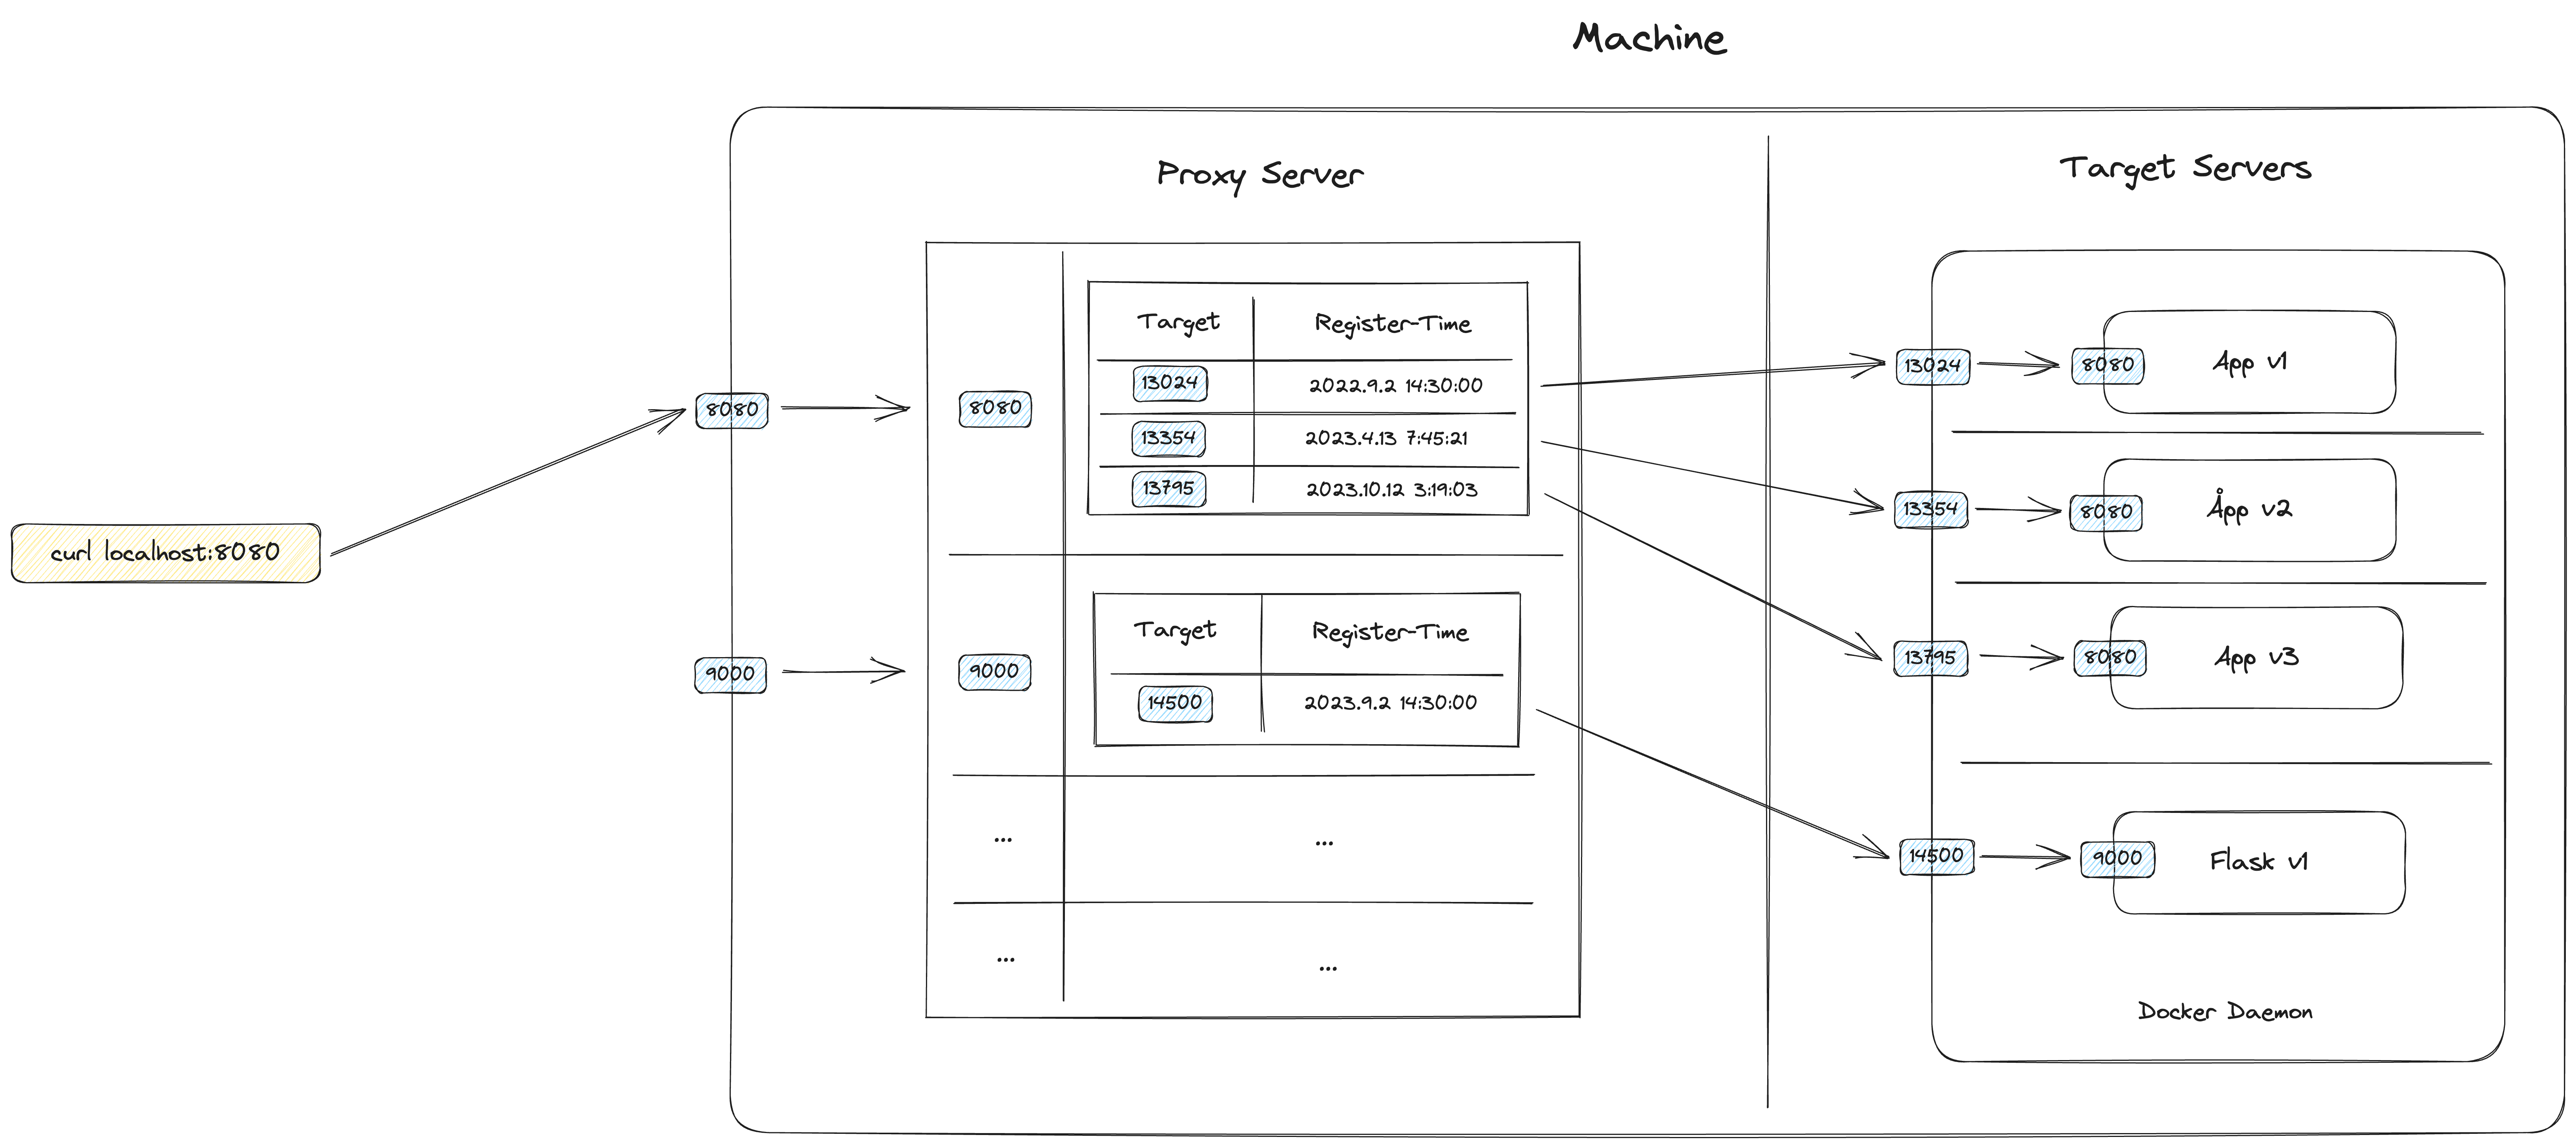 Machine
Proxy Server
Target Servers
curl localhost:8080
8080
9000
8080
Target Register-Time
13024 2022.9.2 14:30:00
13354 2023.4.13 7:45:21
13795 2023.10.12 3:19:03
9000
Target Register-Time
14500 2023.9.2 14:30:00
... ...
... ...
13024 8080 App v1
13354 8080 Åpp v2
13795 8080 App v3
14500 9000 Flask v1
Docker Daemon